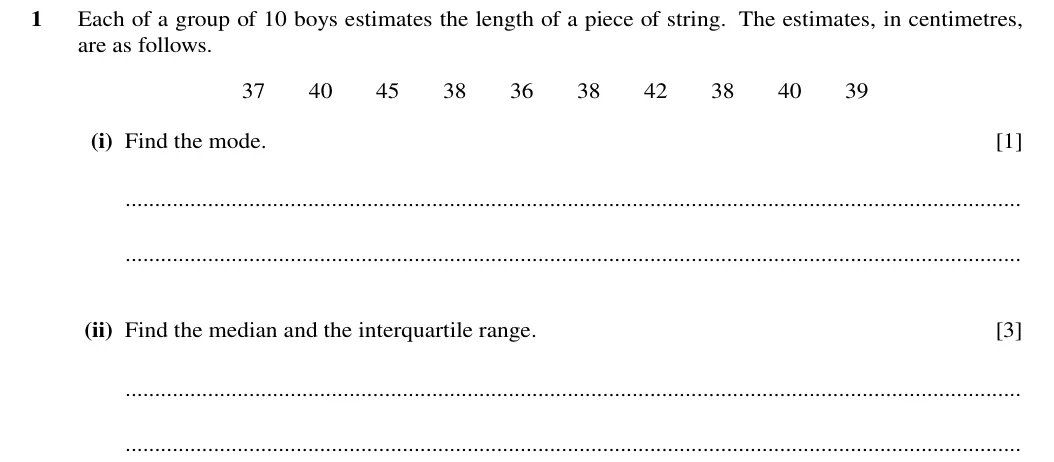 1 Each of a group of 10 boys estimates the length of a piece of string. The estimates, in centimetres,
are as follows.
37 40 45 38 36 38 42 38 40 39
(i) Find the mode. [1]
................................................................................
................................................................................
(ii) Find the median and the interquartile range. [3]
................................................................................
................................................................................